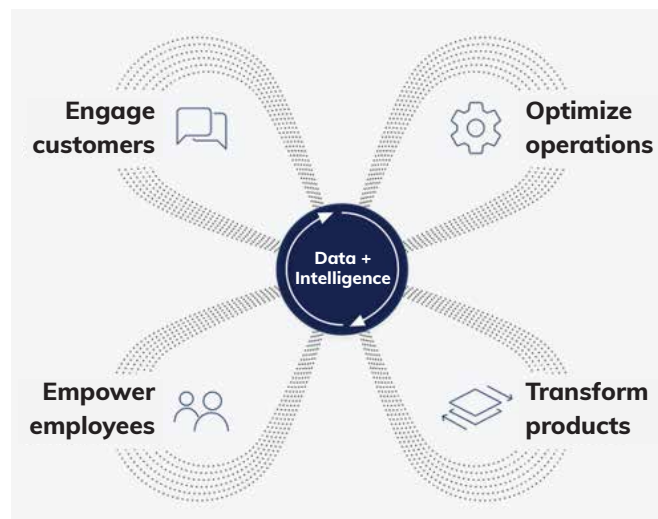 Engage
customers
Optimize
operations
Data +
Intelligence
Empower
employees
Transform
products